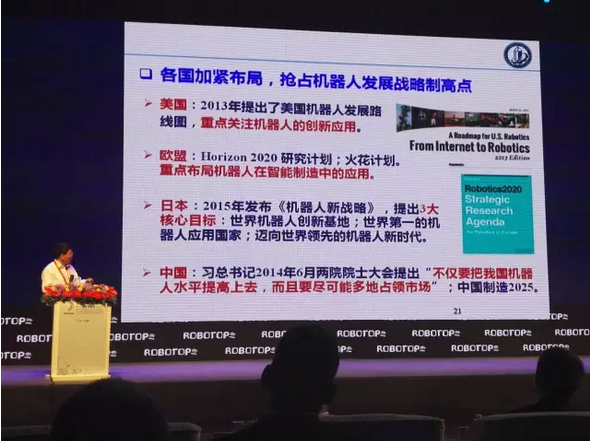 各国加紧布局，抢占机器人发展战略制高点
美国：2013年提出了美国机器人发展路
线图，重点关注机器人的创新应用。
A Roadmap for U.S. Robotics
From Internet to Robotics
2013 Edition
欧盟：Horizon 2020 研究计划；火花计划。
重点布局机器人在智能制造中的应用。
Robotics2020
Strategic
Research
Agenda
日本：2015年发布《机器人新战略》，提出3大
核心目标：世界机器人创新基地；世界第一的机
器人应用国家；迈向世界领先的机器人新时代。
中国：习总书记2014年6月两院院士大会提出“不仅要把我国机器
人水平提高上去，而且要尽可能多地占领市场”；中国制造2025。
21
ROBOTOP ROBOTOP ROBOTOP ROBOTOP ROBOTOP
ROBOTOP ROBOTOP ROBOTOP ROBOTOP ROBOTOP